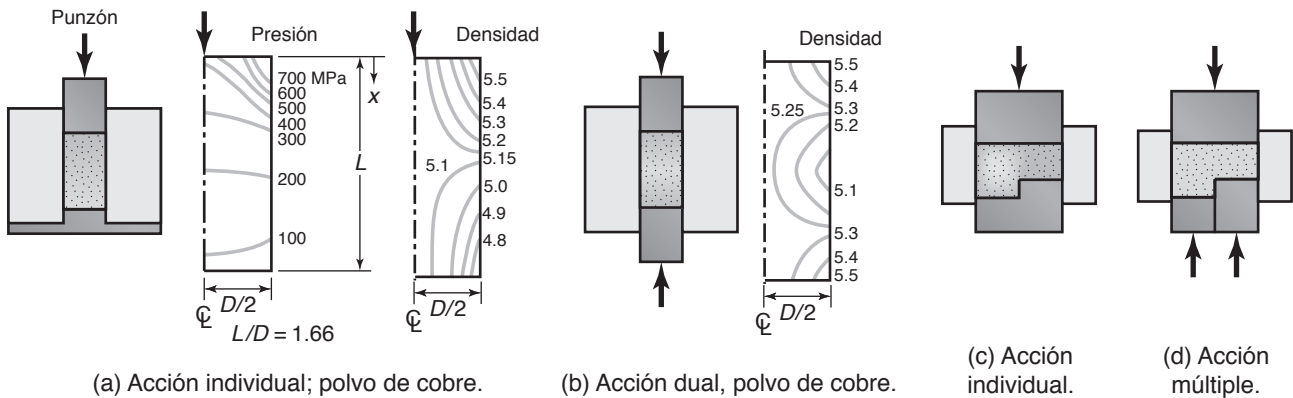 Punzón
Presión
700 MPa
600
500
400
300
200
100
x
L
D/2
℄
L/D = 1.66
Densidad
5.5
5.4
5.3
5.2
5.15
5.1
5.0
4.9
4.8
D/2
℄
(a) Acción individual; polvo de cobre.
Densidad
5.5
5.4
5.3
5.25
5.2
5.1
5.3
5.4
5.5
D/2
℄
(b) Acción dual, polvo de cobre.
(c) Acción
individual.
(d) Acción
múltiple.